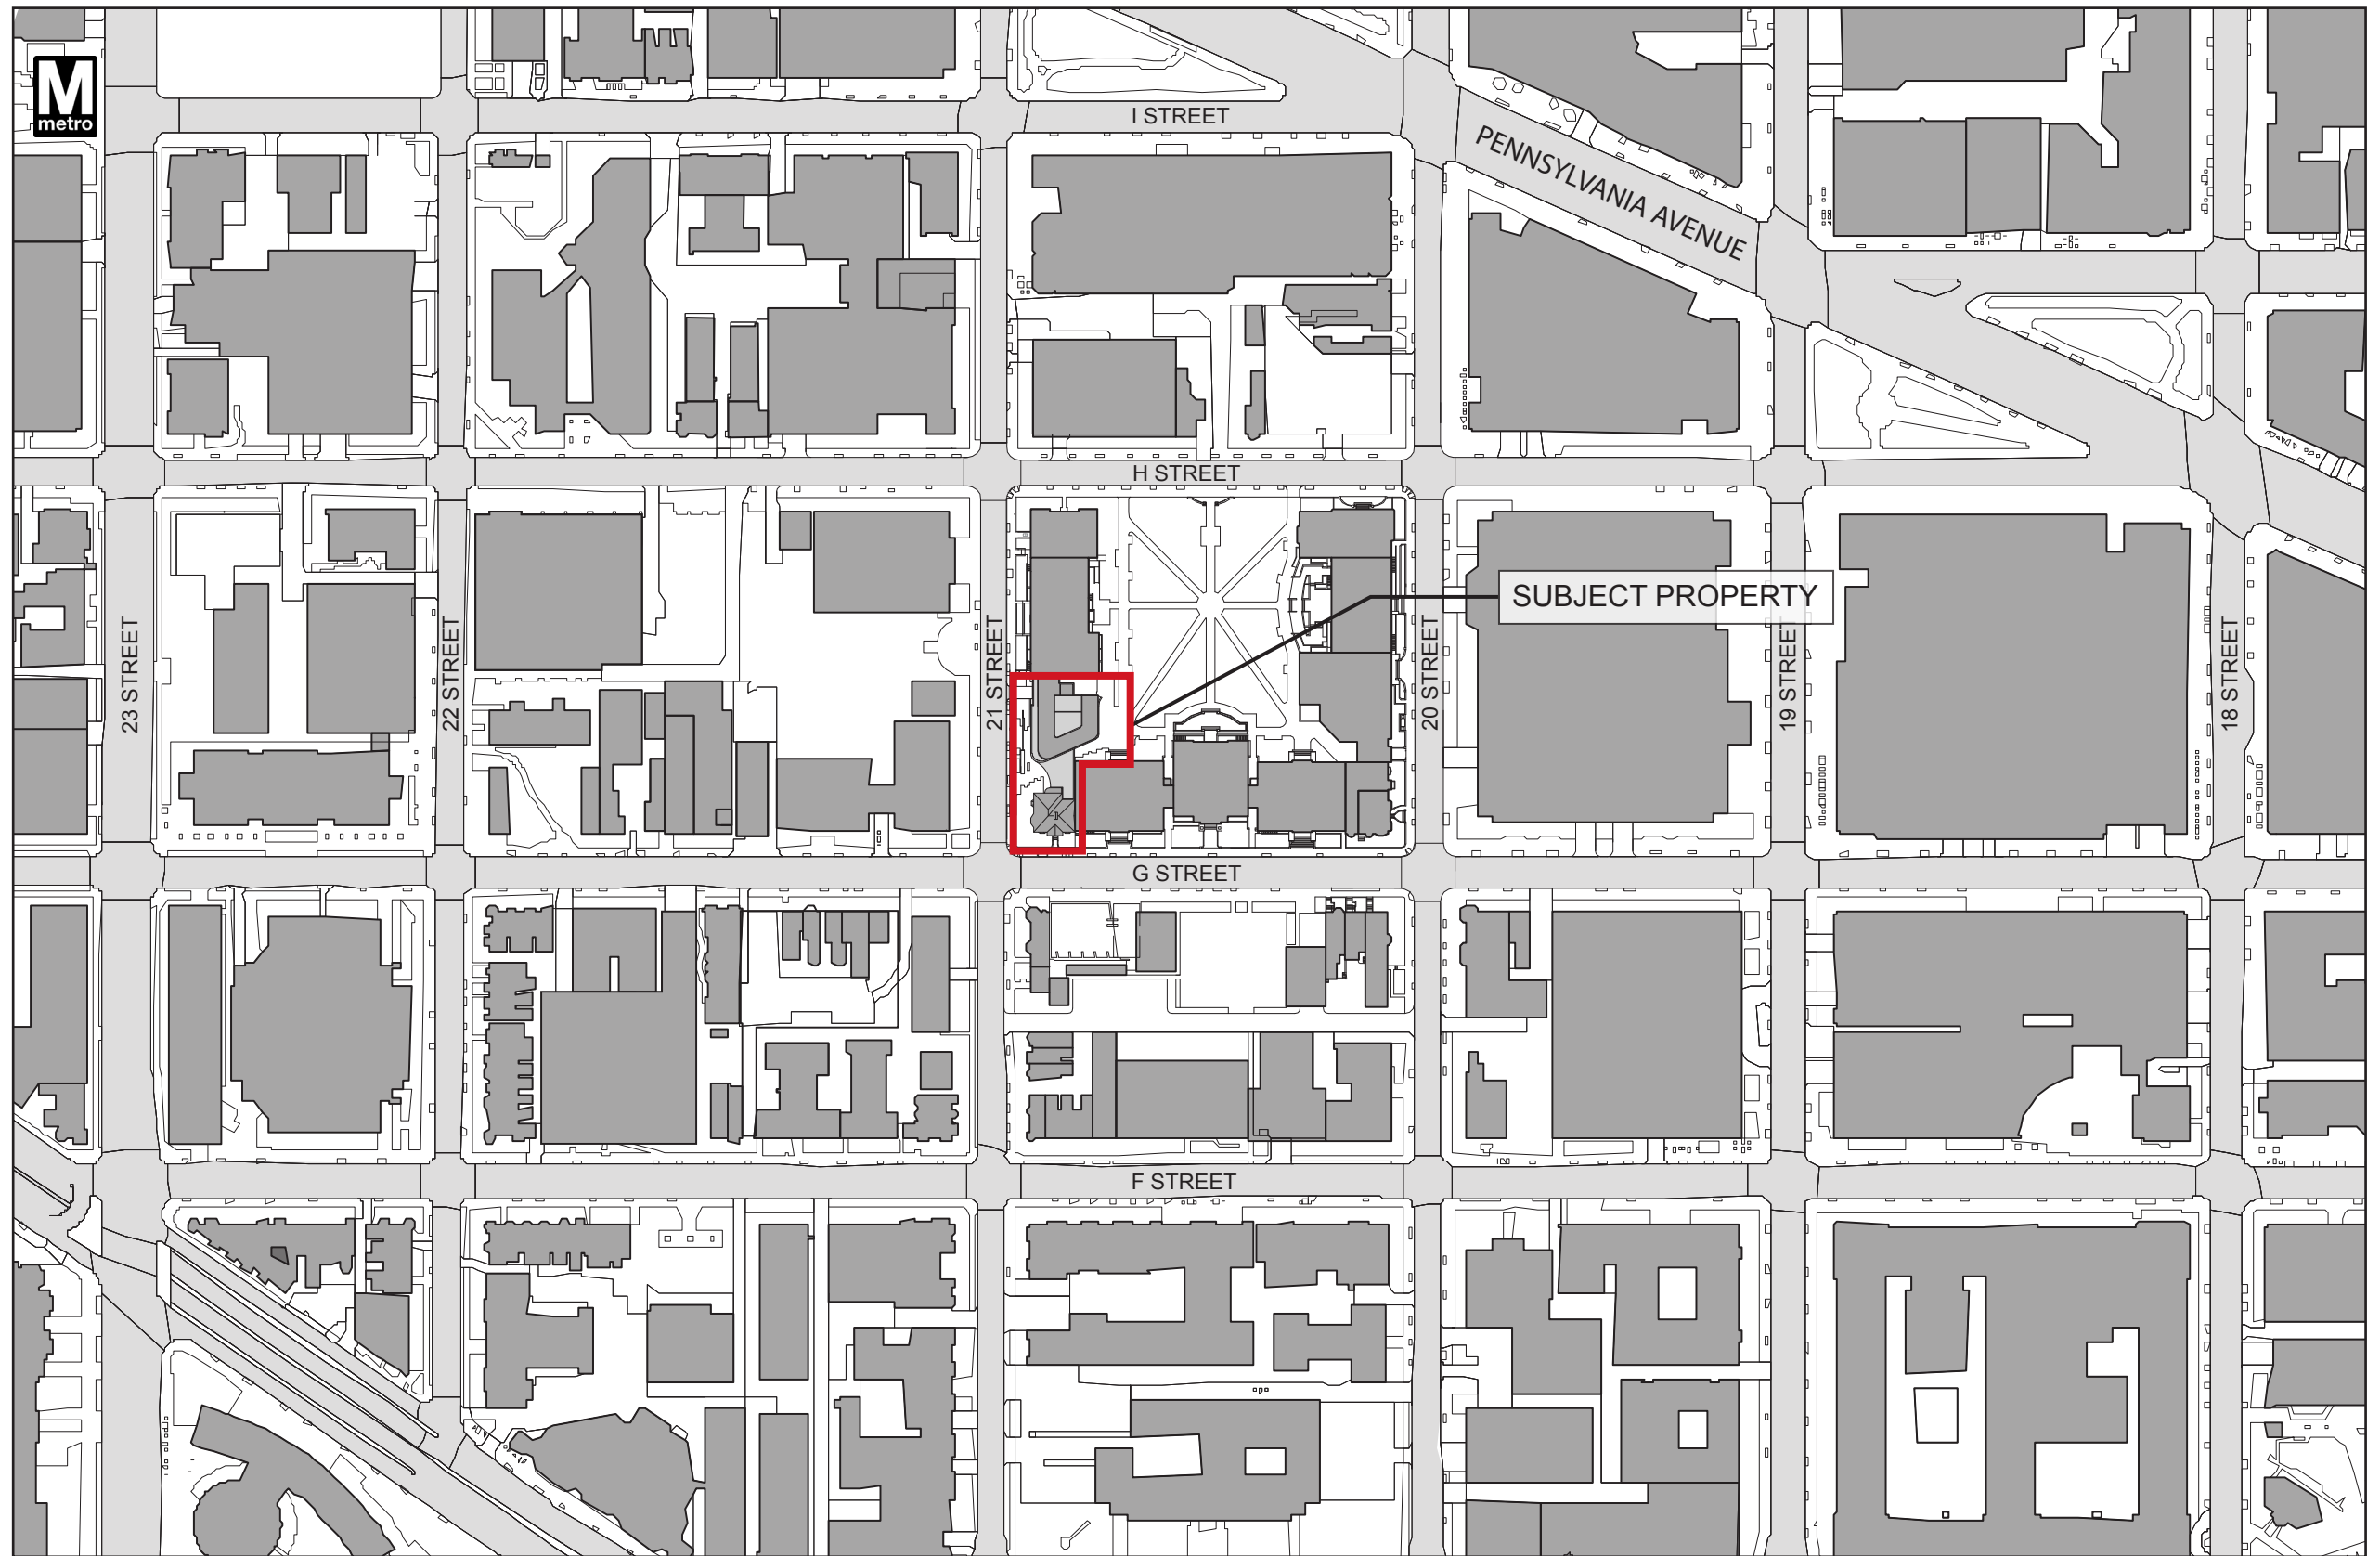 M
metro
I STREET
PENNSYLVANIA AVENUE
H STREET
SUBJECT PROPERTY
23 STREET
22 STREET
21 STREET
20 STREET
19 STREET
18 STREET
G STREET
F STREET